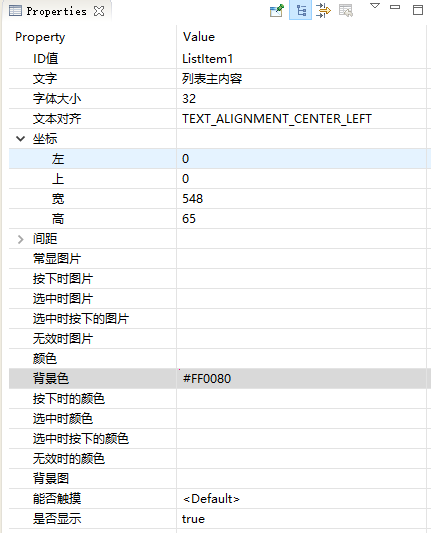 Properties
Property Value
ID值 ListItem1
文字 列表主内容
字体大小 32
文本对齐 TEXT_ALIGNMENT_CENTER_LEFT
坐标
左 0
上 0
宽 548
高 65
间距
常显图片
按下时图片
选中时图片
选中时按下的图片
无效时图片
颜色
背景色 #FF0080
按下时的颜色
选中时颜色
选中时按下的颜色
无效时的颜色
背景图
能否触摸 <Default>
是否显示 true